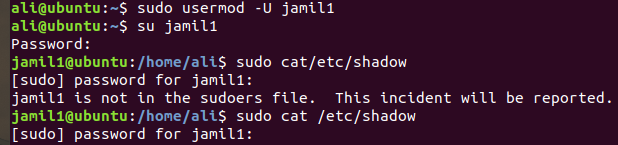 ali@ubuntu:~$ sudo usermod -U jamil1
ali@ubuntu:~$ su jamil1
Password:
jamil1@ubuntu:/home/ali$ sudo cat/etc/shadow
[sudo] password for jamil1:
jamil1 is not in the sudoers file.  This incident will be reported.
jamil1@ubuntu:/home/ali$ sudo cat /etc/shadow
[sudo] password for jamil1: